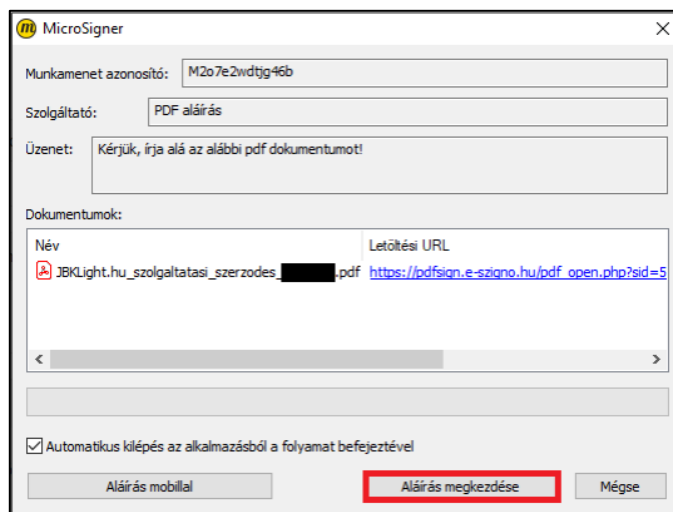 MicroSigner
Munkamenet azonosító: M2o7e2wdtjg46b
Szolgáltató: PDF aláírás
Üzenet: Kérjük, írja alá az alábbi pdf dokumentumot!
Dokumentumok:
Név Letöltési URL
JBKLight.hu_szolgaltatasi_szerzodes_ .pdf https://pdfsign.e-szigno.hu/pdf_open.php?sid=5
Automatikus kilépés az alkalmazásból a folyamat befejeztével
Aláírás mobillal Aláírás megkezdése Mégse